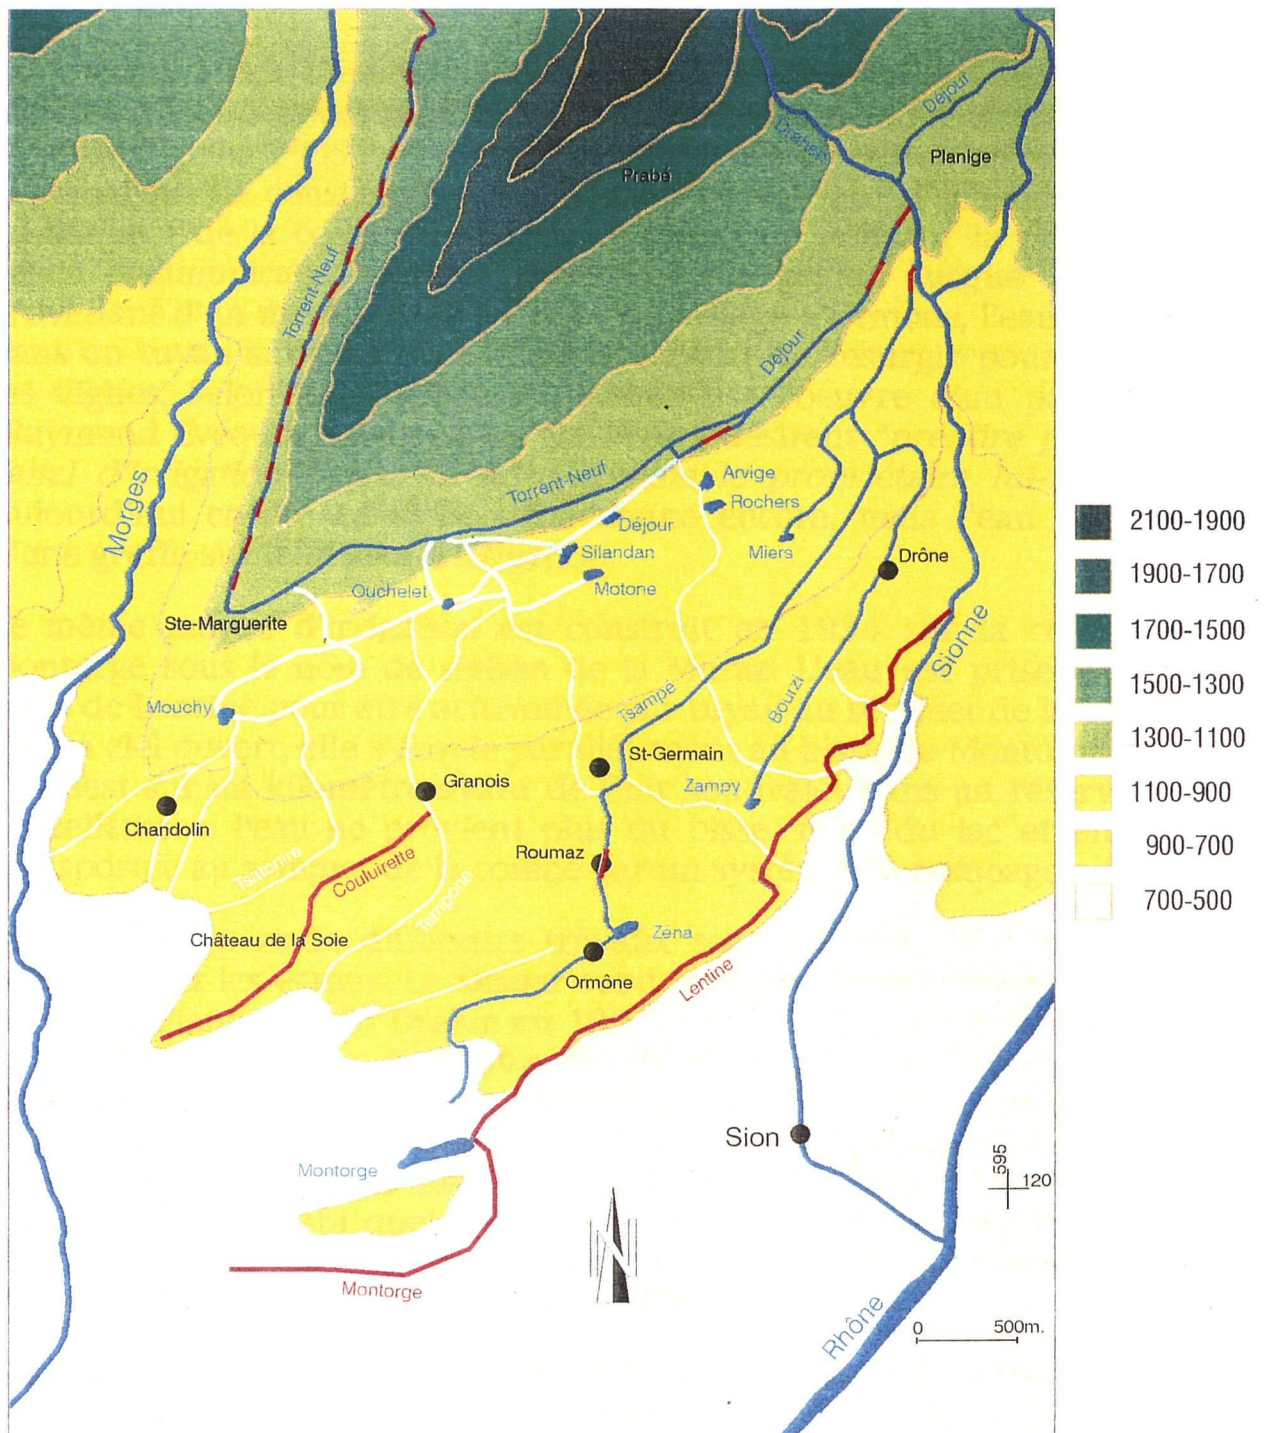 Déjour
Durhet
Planige
Prabé
Torrent-Neuf
Déjour
Morges
Torrent-Neuf
Arvige
Rochers
Déjour
Silandan
Miers
Drône
Ouchelet
Motone
Ste-Marguerite
Sionne
Mouchy
Tsampé
Bourzi
St-Germain
Granois
Zampy
Chandolin
Roumaz
Tsatonire
Couluirette
Tempone
Château de la Soie
Zena
Ormône
Lentine
Sion
Montorge
595
120
Montorge
Rhône
0 500m.
2100-1900
1900-1700
1700-1500
1500-1300
1300-1100
1100-900
900-700
700-500